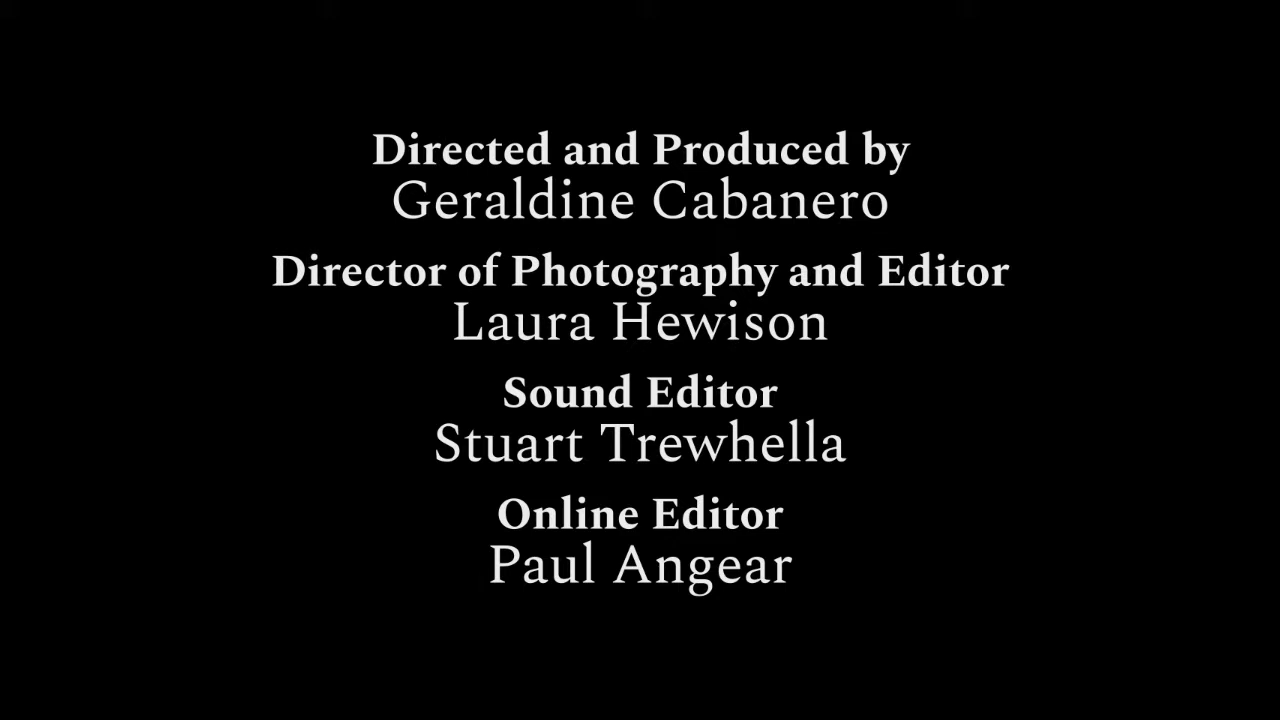 Directed and Produced by
Geraldine Cabanero
Director of Photography and Editor
Laura Hewison
Sound Editor
Stuart Trewhella
Online Editor
Paul Angear